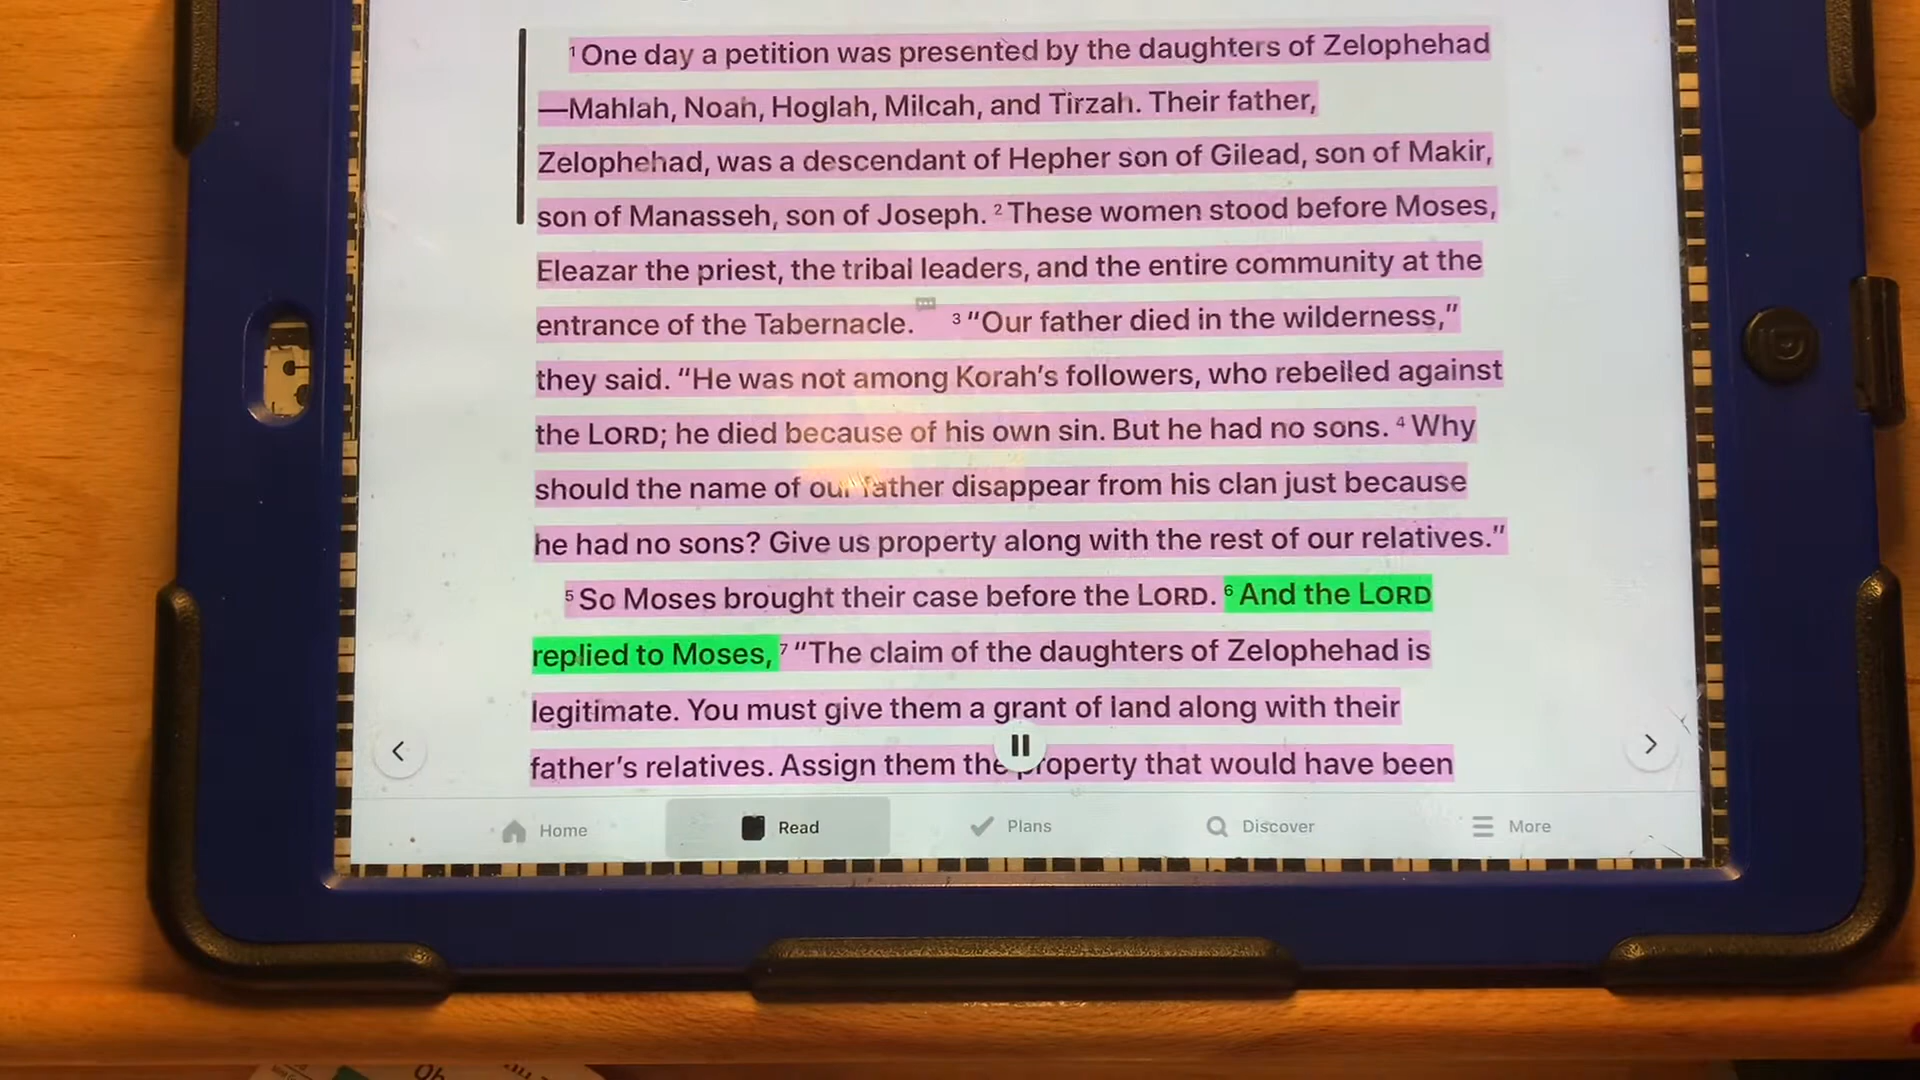 1 One day a petition was presented by the daughters of Zelophehad
—Mahlah, Noah, Hoglah, Milcah, and Tirzah. Their father,
Zelophehad, was a descendant of Hepher son of Gilead, son of Makir,
son of Manasseh, son of Joseph. 2 These women stood before Moses,
Eleazar the priest, the tribal leaders, and the entire community at the
entrance of the Tabernacle. 3 “Our father died in the wilderness,”
they said. “He was not among Korah’s followers, who rebelled against
the LORD; he died because of his own sin. But he had no sons. 4 Why
should the name of our father disappear from his clan just because
he had no sons? Give us property along with the rest of our relatives.”
5 So Moses brought their case before the LORD. 6 And the LORD
replied to Moses, 7 “The claim of the daughters of Zelophehad is
legitimate. You must give them a grant of land along with their
father’s relatives. Assign them the property that would have been
Home Read Plans Discover More